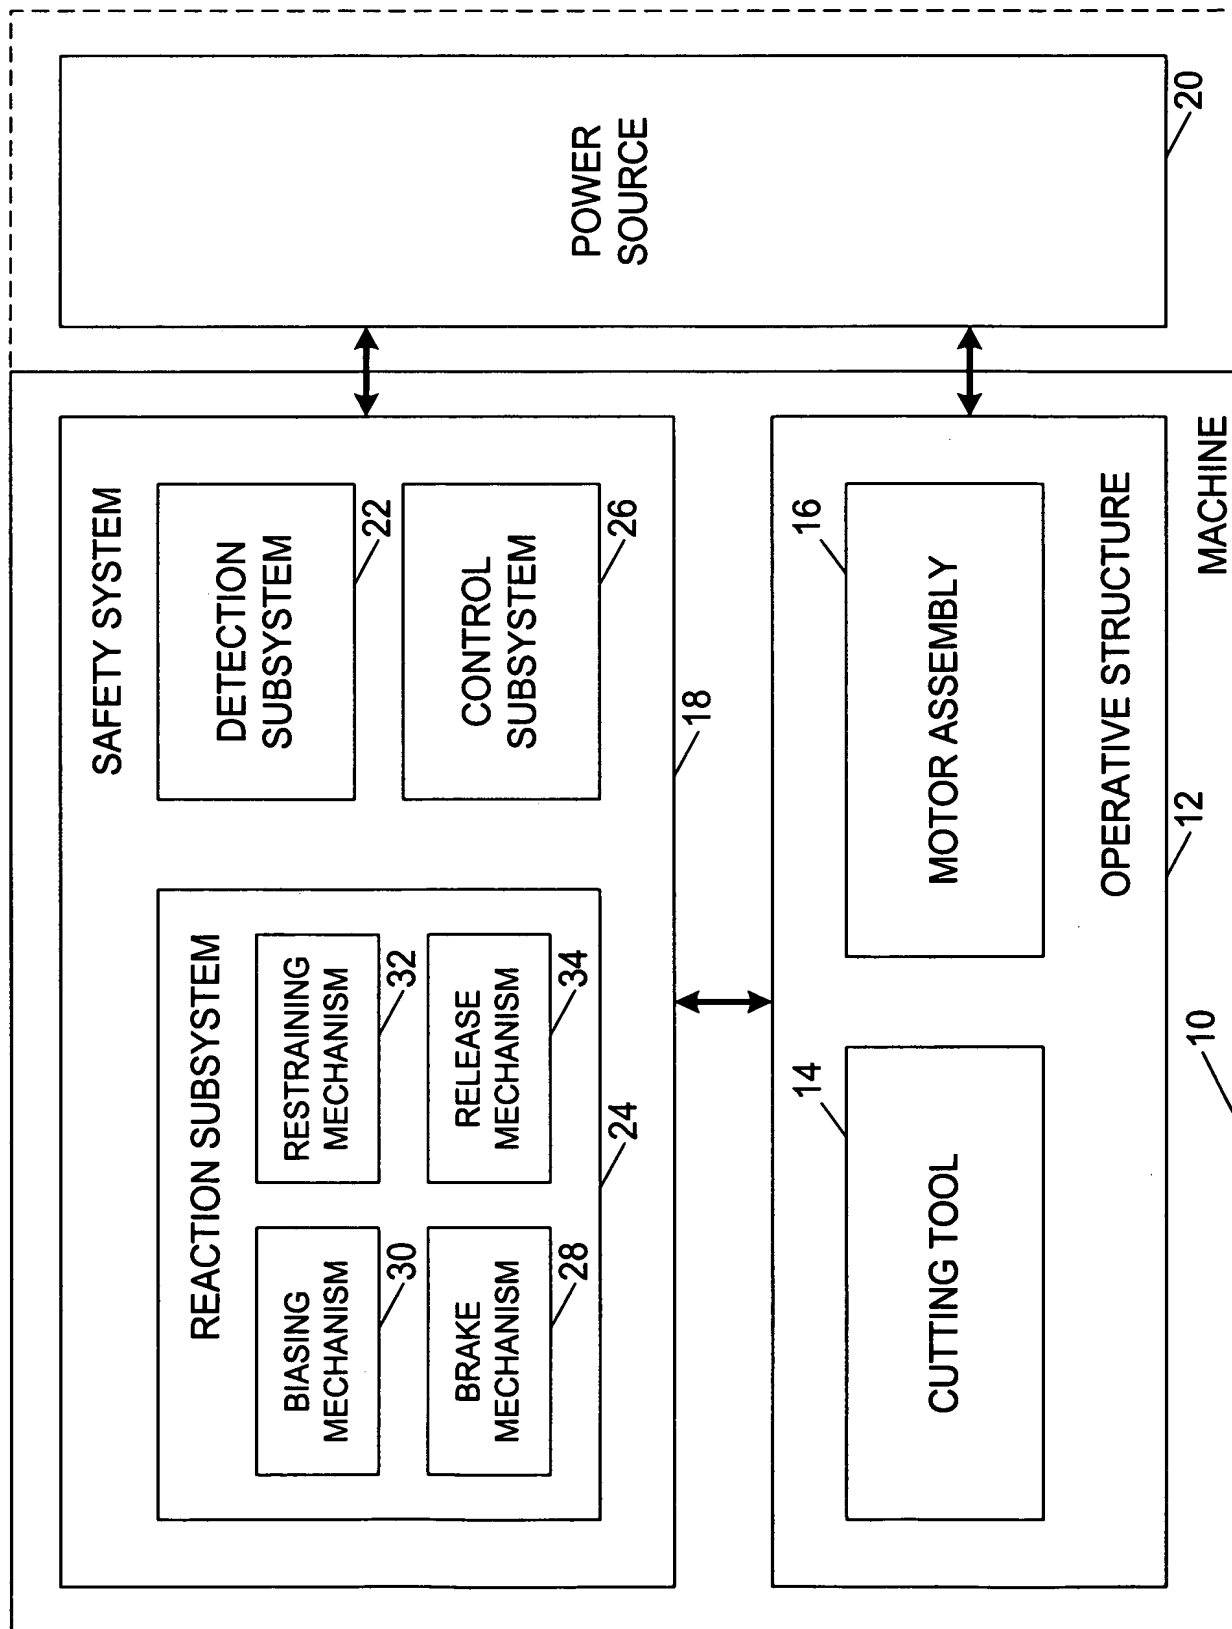 SAFETY SYSTEM
REACTION SUBSYSTEM
BIASING
MECHANISM
30
RESTRAINING
MECHANISM
32
BRAKE
MECHANISM
28
RELEASE
MECHANISM
34
24
DETECTION
SUBSYSTEM
22
CONTROL
SUBSYSTEM
26
18
POWER
SOURCE
20
14
CUTTING TOOL
16
MOTOR ASSEMBLY
OPERATIVE STRUCTURE
12
10
MACHINE